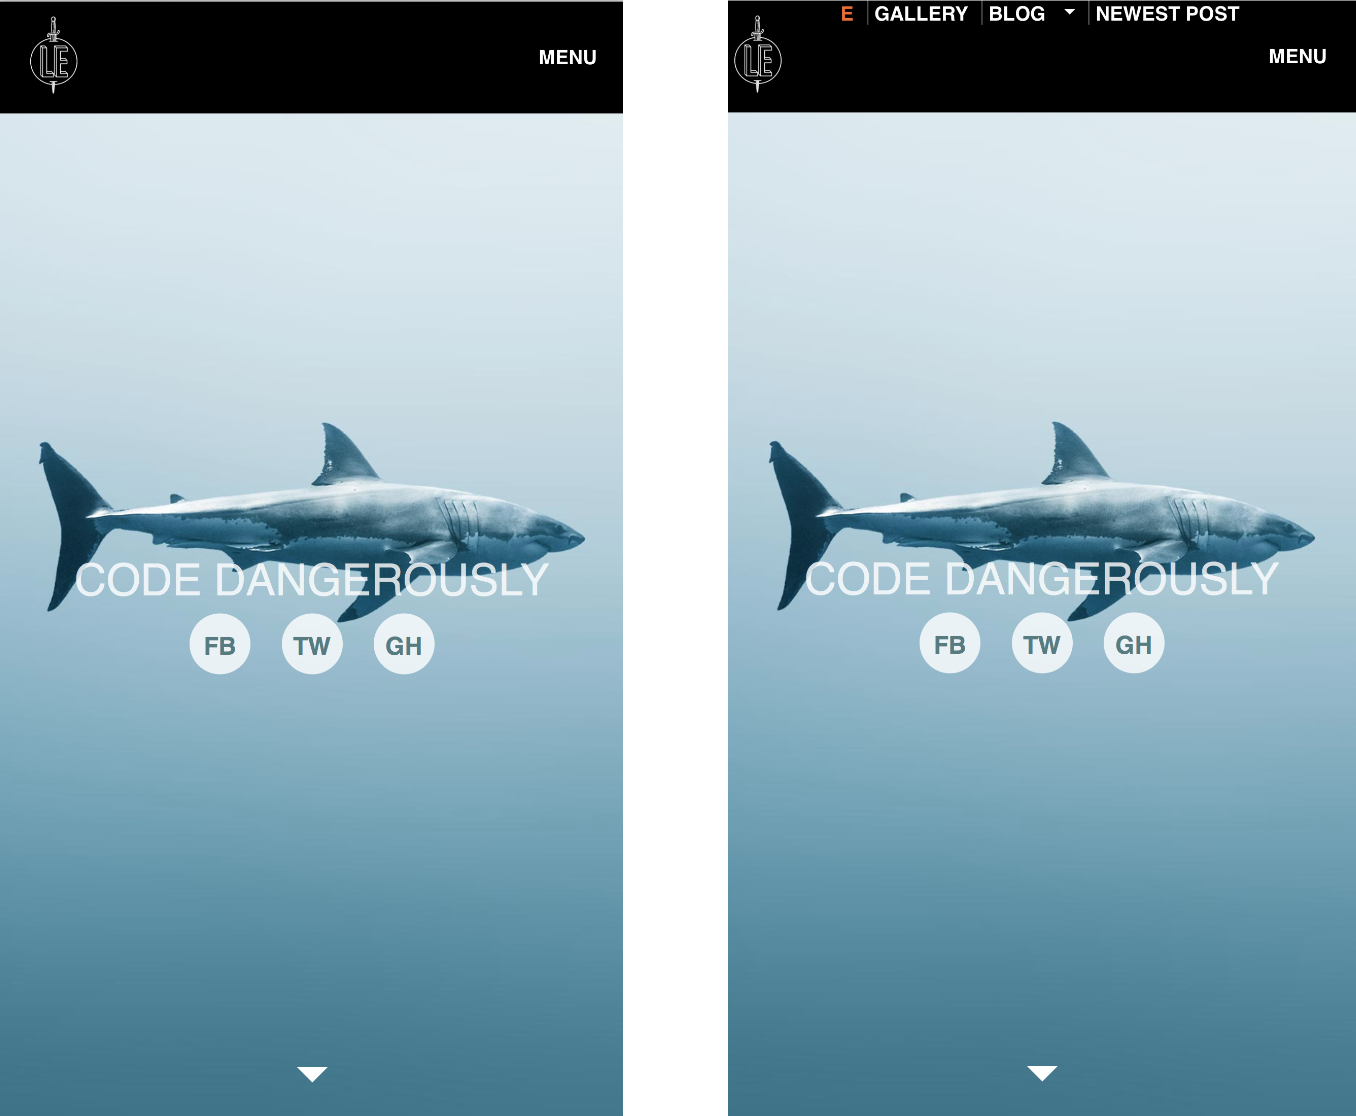 LE
MENU
CODE DANGEROUSLY
FB TW GH
E GALLERY BLOG NEWEST POST
LE
MENU
CODE DANGEROUSLY
FB TW GH